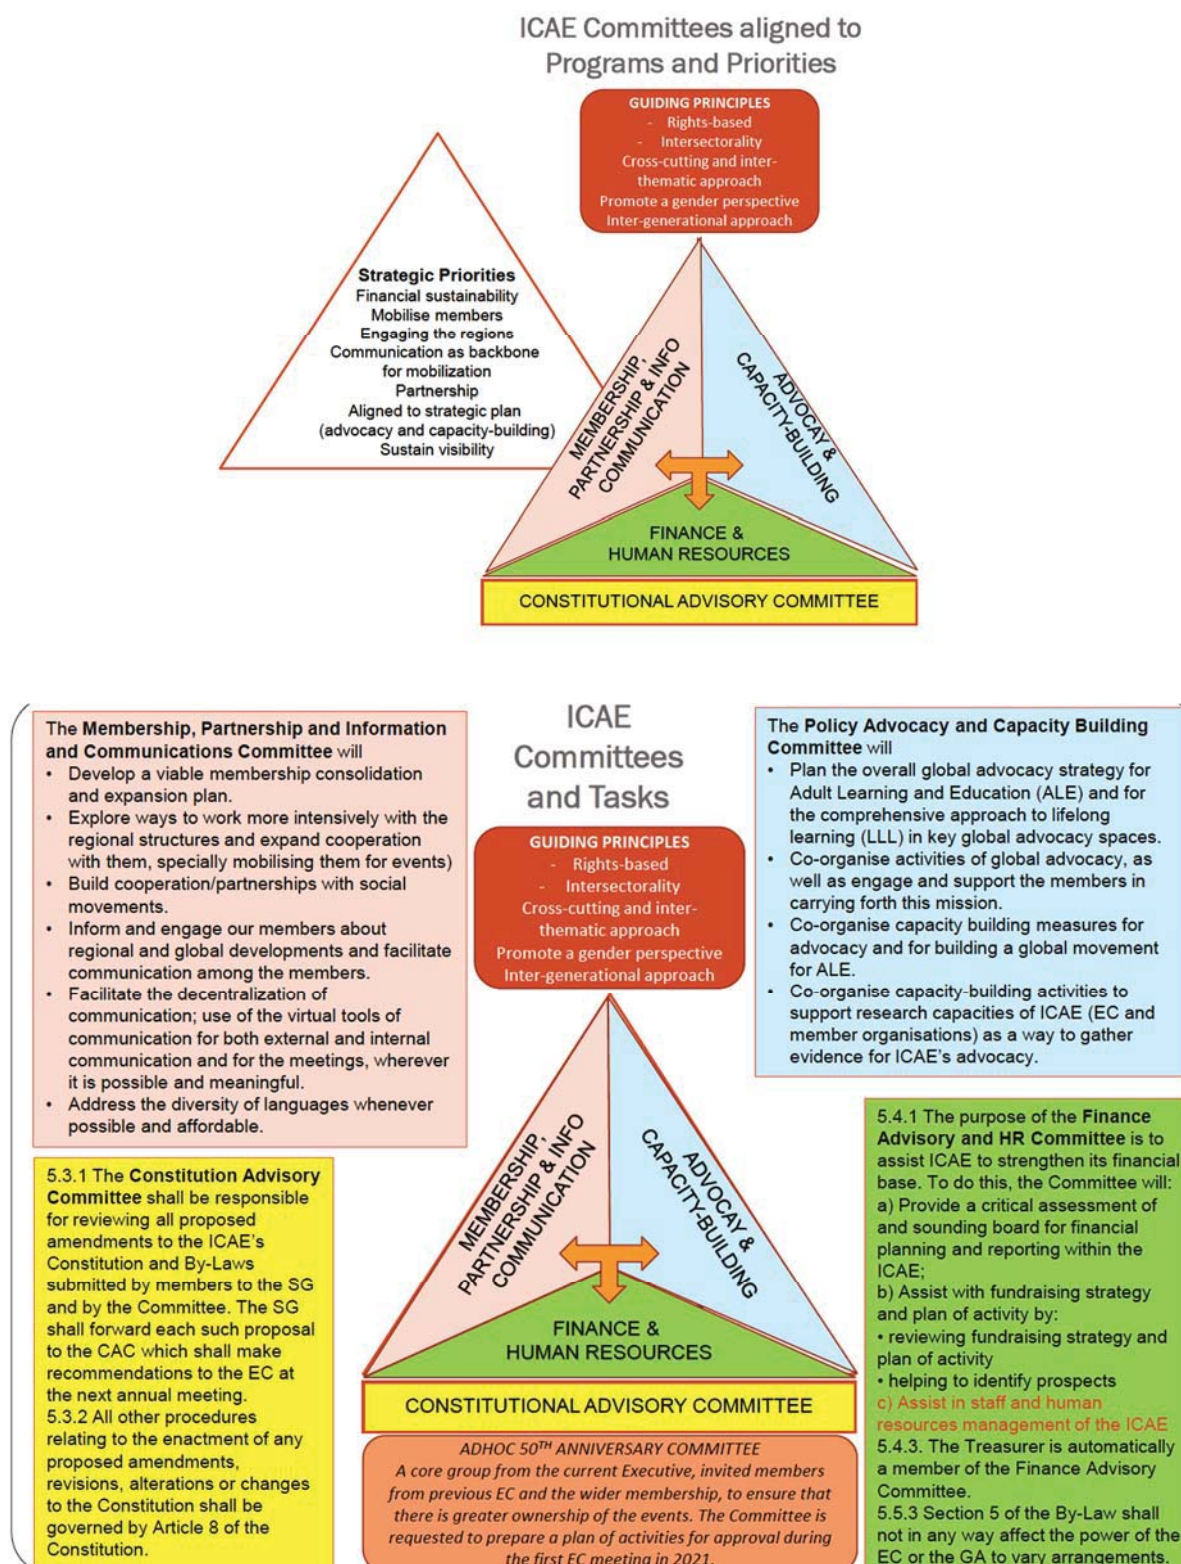 ICAE Committees aligned to
Programs and Priorities
GUIDING PRINCIPLES
- Rights-based
- Intersectorality
Cross-cutting and inter-
thematic approach
Promote a gender perspective
Inter-generational approach
Strategic Priorities
Financial sustainability
Mobilise members
Engaging the regions
Communication as backbone
for mobilization
Partnership
Aligned to strategic plan
(advocacy and capacity-building)
Sustain visibility
MEMBERSHIP,
PARTNERSHIP & INFO
COMMUNICATION
ADVOCAY &
CAPACITY-BUILDING
FINANCE &
HUMAN RESOURCES
CONSTITUTIONAL ADVISORY COMMITTEE
ICAE
Committees
and Tasks
The Membership, Partnership and Information
and Communications Committee will
• Develop a viable membership consolidation
and expansion plan.
• Explore ways to work more intensively with the
regional structures and expand cooperation
with them, specially mobilising them for events)
• Build cooperation/partnerships with social
movements.
• Inform and engage our members about
regional and global developments and facilitate
communication among the members.
• Facilitate the decentralization of
communication; use of the virtual tools of
communication for both external and internal
communication and for the meetings, wherever
it is possible and meaningful.
• Address the diversity of languages whenever
possible and affordable.
GUIDING PRINCIPLES
- Rights-based
- Intersectorality
Cross-cutting and inter-
thematic approach
Promote a gender perspective
Inter-generational approach
The Policy Advocacy and Capacity Building
Committee will
• Plan the overall global advocacy strategy for
Adult Learning and Education (ALE) and for
the comprehensive approach to lifelong
learning (LLL) in key global advocacy spaces.
• Co-organise activities of global advocacy, as
well as engage and support the members in
carrying forth this mission.
• Co-organise capacity building measures for
advocacy and for building a global movement
for ALE.
• Co-organise capacity-building activities to
support research capacities of ICAE (EC and
member organisations) as a way to gather
evidence for ICAE's advocacy.
5.3.1 The Constitution Advisory
Committee shall be responsible
for reviewing all proposed
amendments to the ICAE's
Constitution and By-Laws
submitted by members to the SG
and by the Committee. The SG
shall forward each such proposal
to the CAC which shall make
recommendations to the EC at
the next annual meeting.
5.3.2 All other procedures
relating to the enactment of any
proposed amendments,
revisions, alterations or changes
to the Constitution shall be
governed by Article 8 of the
Constitution.
MEMBERSHIP,
PARTNERSHIP & INFO
COMMUNICATION
ADVOCAY &
CAPACITY-BUILDING
FINANCE &
HUMAN RESOURCES
CONSTITUTIONAL ADVISORY COMMITTEE
ADHOC 50TH ANNIVERSARY COMMITTEE
A core group from the current Executive, invited members
from previous EC and the wider membership, to ensure that
there is greater ownership of the events. The Committee is
requested to prepare a plan of activities for approval during
the first EC meeting in 2021.
5.4.1 The purpose of the Finance
Advisory and HR Committee is to
assist ICAE to strengthen its financial
base. To do this, the Committee will:
a) Provide a critical assessment of
and sounding board for financial
planning and reporting within the
ICAE;
b) Assist with fundraising strategy
and plan of activity by:
• reviewing fundraising strategy and
plan of activity
• helping to identify prospects
c) Assist in staff and human
resources management of the ICAE
5.4.3. The Treasurer is automatically
a member of the Finance Advisory
Committee.
5.5.3 Section 5 of the By-Law shall
not in any way affect the power of the
EC or the GA to vary arrangements.